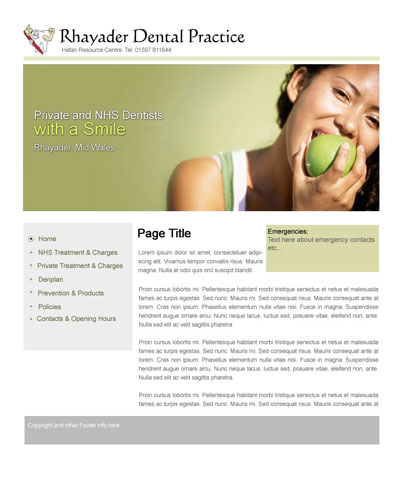 Rhayader Dental Practice
Hafan Resource Centre. Tel: 01597 811644
Private and NHS Dentists
with a Smile
Rhayader, Mid Wales
Home
NHS Treatment & Charges
Private Treatment & Charges
Denplan
Prevention & Products
Policies
Contacts & Opening Hours
Page Title
Lorem ipsum dolor sit amet, consectetuer adipi-
scing elit. Vivamus tempor convallis risus. Mauris
magna. Nulla at odio quis orci suscipit blandit.
Emergencies:
Text here about emergency contacts
etc...
Proin cursus lobortis mi. Pellentesque habitant morbi tristique senectus et netus et malesuada
fames ac turpis egestas. Sed nunc. Mauris mi. Suspendisse potenti. Mauris consequat ante at
lorem. Cras non ipsum. Phasellus elementum nulla vitae nisi. Fusce in magna. Suspendisse
hendrerit augue ornare arcu. Nunc neque lacus, luctus sed, posuere vitae, eleifend non, ante.
Nulla sed elit ac velit sagittis pharetra
Proin cursus lobortis mi. Pellentesque habitant morbi tristique senectus et netus et malesuada
fames ac turpis egestas. Sed nunc. Mauris mi. Suspendisse potenti. Mauris consequat ante at
lorem. Cras non ipsum. Phasellus elementum nulla vitae nisi. Fusce in magna. Suspendisse
hendrerit augue ornare arcu. Nunc neque lacus, luctus sed, posuere vitae, eleifend non, ante.
Nulla sed elit ac velit sagittis pharetra.
Proin cursus lobortis mi. Pellentesque habitant morbi tristique senectus et netus et malesuada
fames ac turpis egestas. Sed nunc. Mauris mi. Suspendisse potenti. Mauris consequat ante at
Copyright and other Footer info here